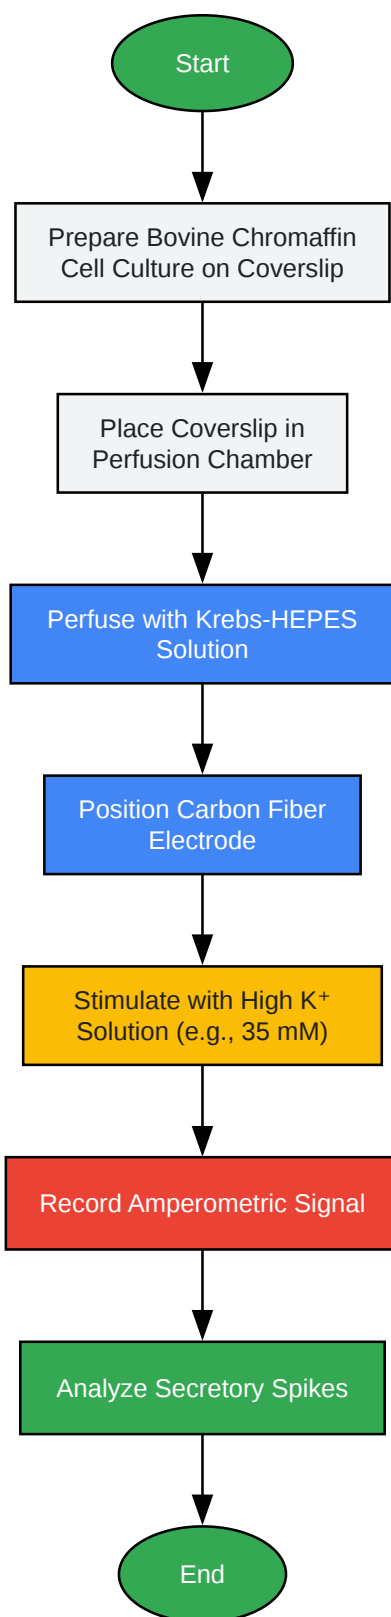 Start
Prepare Bovine Chromaffin
Cell Culture on Coverslip
Place Coverslip in
Perfusion Chamber
Perfuse with Krebs-HEPES
Solution
Position Carbon Fiber
Electrode
Stimulate with High K⁺
Solution (e.g., 35 mM)
Record Amperometric Signal
Analyze Secretory Spikes
End